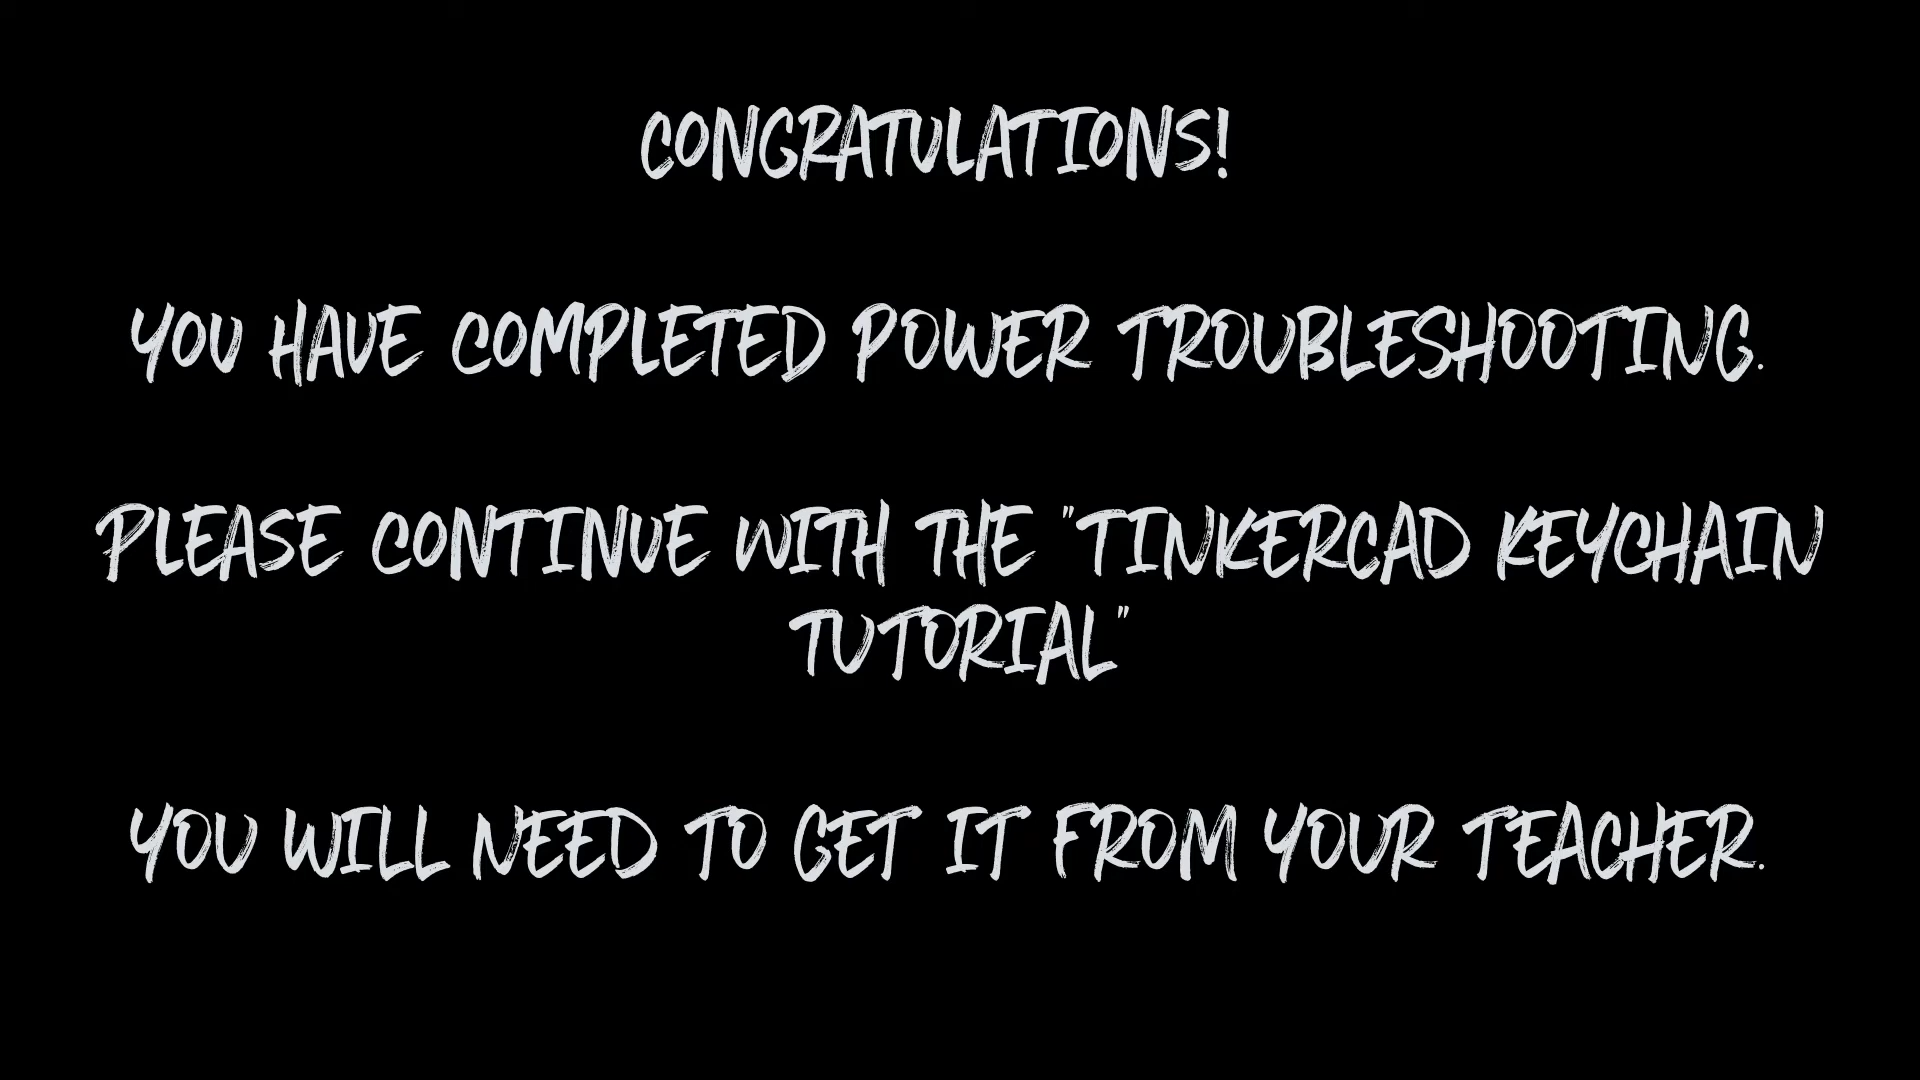 CONGRATULATIONS!
YOU HAVE COMPLETED POWER TROUBLESHOOTING.
PLEASE CONTINUE WITH THE "TINKERCAD KEYCHAIN
TUTORIAL"
YOU WILL NEED TO GET IT FROM YOUR TEACHER.